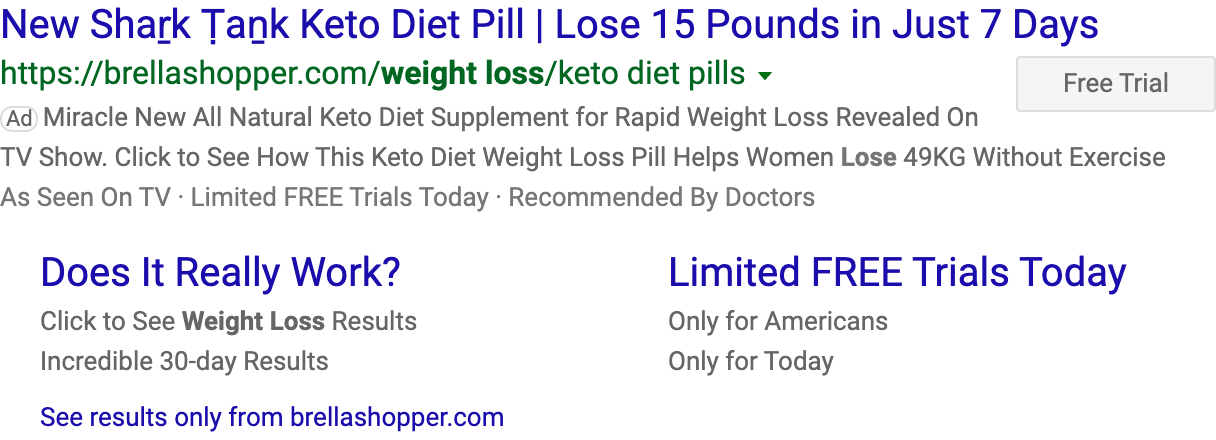 New Shaṟk Ṭaṉk Keto Diet Pill | Lose 15 Pounds in Just 7 Days
https://brellashopper.com/weight loss/keto diet pills
Free Trial
Ad Miracle New All Natural Keto Diet Supplement for Rapid Weight Loss Revealed On
TV Show. Click to See How This Keto Diet Weight Loss Pill Helps Women Lose 49KG Without Exercise
As Seen On TV · Limited FREE Trials Today · Recommended By Doctors
Does It Really Work?
Click to See Weight Loss Results
Incredible 30-day Results
Limited FREE Trials Today
Only for Americans
Only for Today
See results only from brellashopper.com